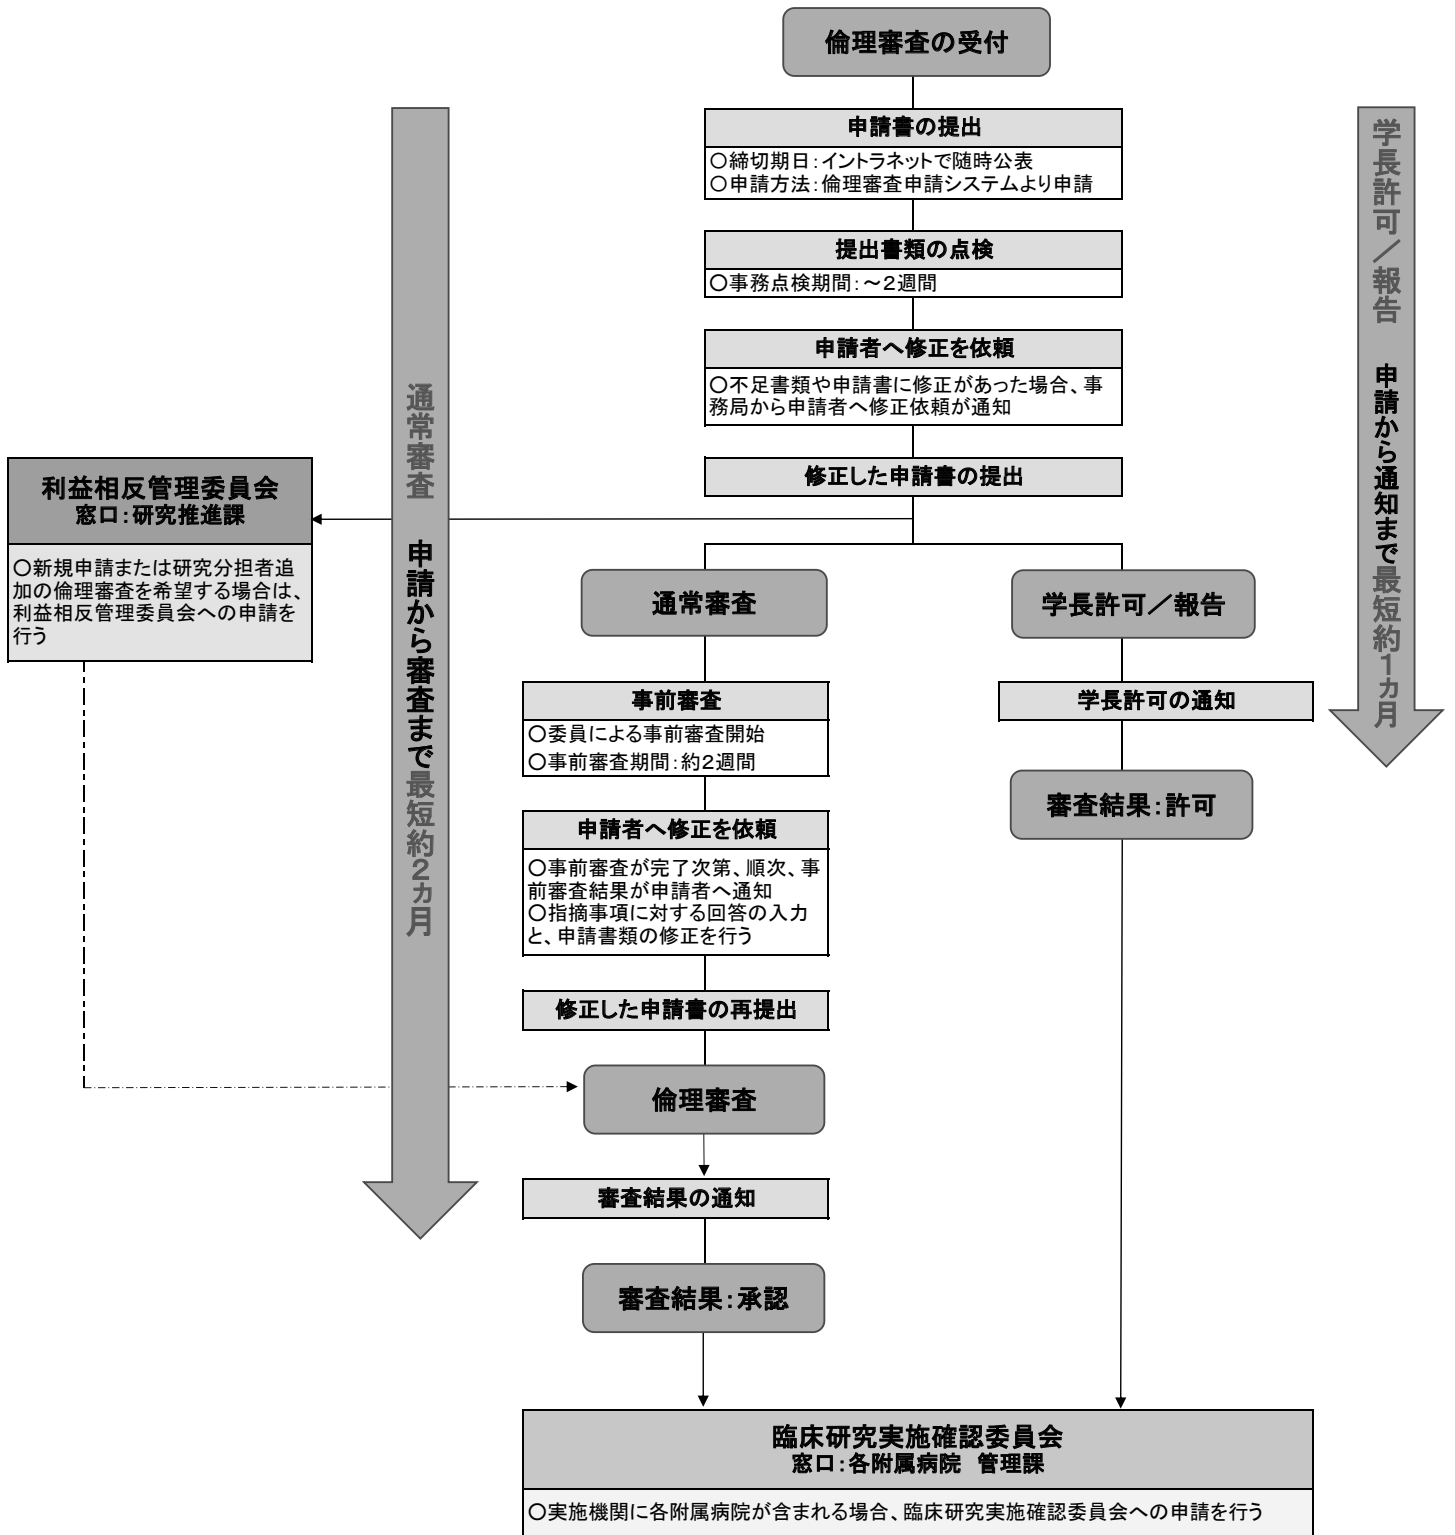 倫理審査の受付
申請書の提出
○締切期日：イントラネットで随時公表
○申請方法：倫理審査申請システムより申請
提出書類の点検
○事務点検期間：～２週間
申請者へ修正を依頼
○不足書類や申請書に修正があった場合、事
務局から申請者へ修正依頼が通知
修正した申請書の提出
利益相反管理委員会
窓口：研究推進課
○新規申請または研究分担者追
加の倫理審査を希望する場合は、
利益相反管理委員会への申請を
行う
通常審査　申請から審査まで最短約２ヵ月
学長許可／報告　申請から通知まで最短約１ヵ月
通常審査
事前審査
○委員による事前審査開始
○事前審査期間：約２週間
申請者へ修正を依頼
○事前審査が完了次第、順次、事
前審査結果が申請者へ通知
○指摘事項に対する回答の入力
と、申請書類の修正を行う
修正した申請書の再提出
倫理審査
審査結果の通知
審査結果：承認
学長許可／報告
学長許可の通知
審査結果：許可
臨床研究実施確認委員会
窓口：各附属病院　管理課
○実施機関に各附属病院が含まれる場合、臨床研究実施確認委員会への申請を行う